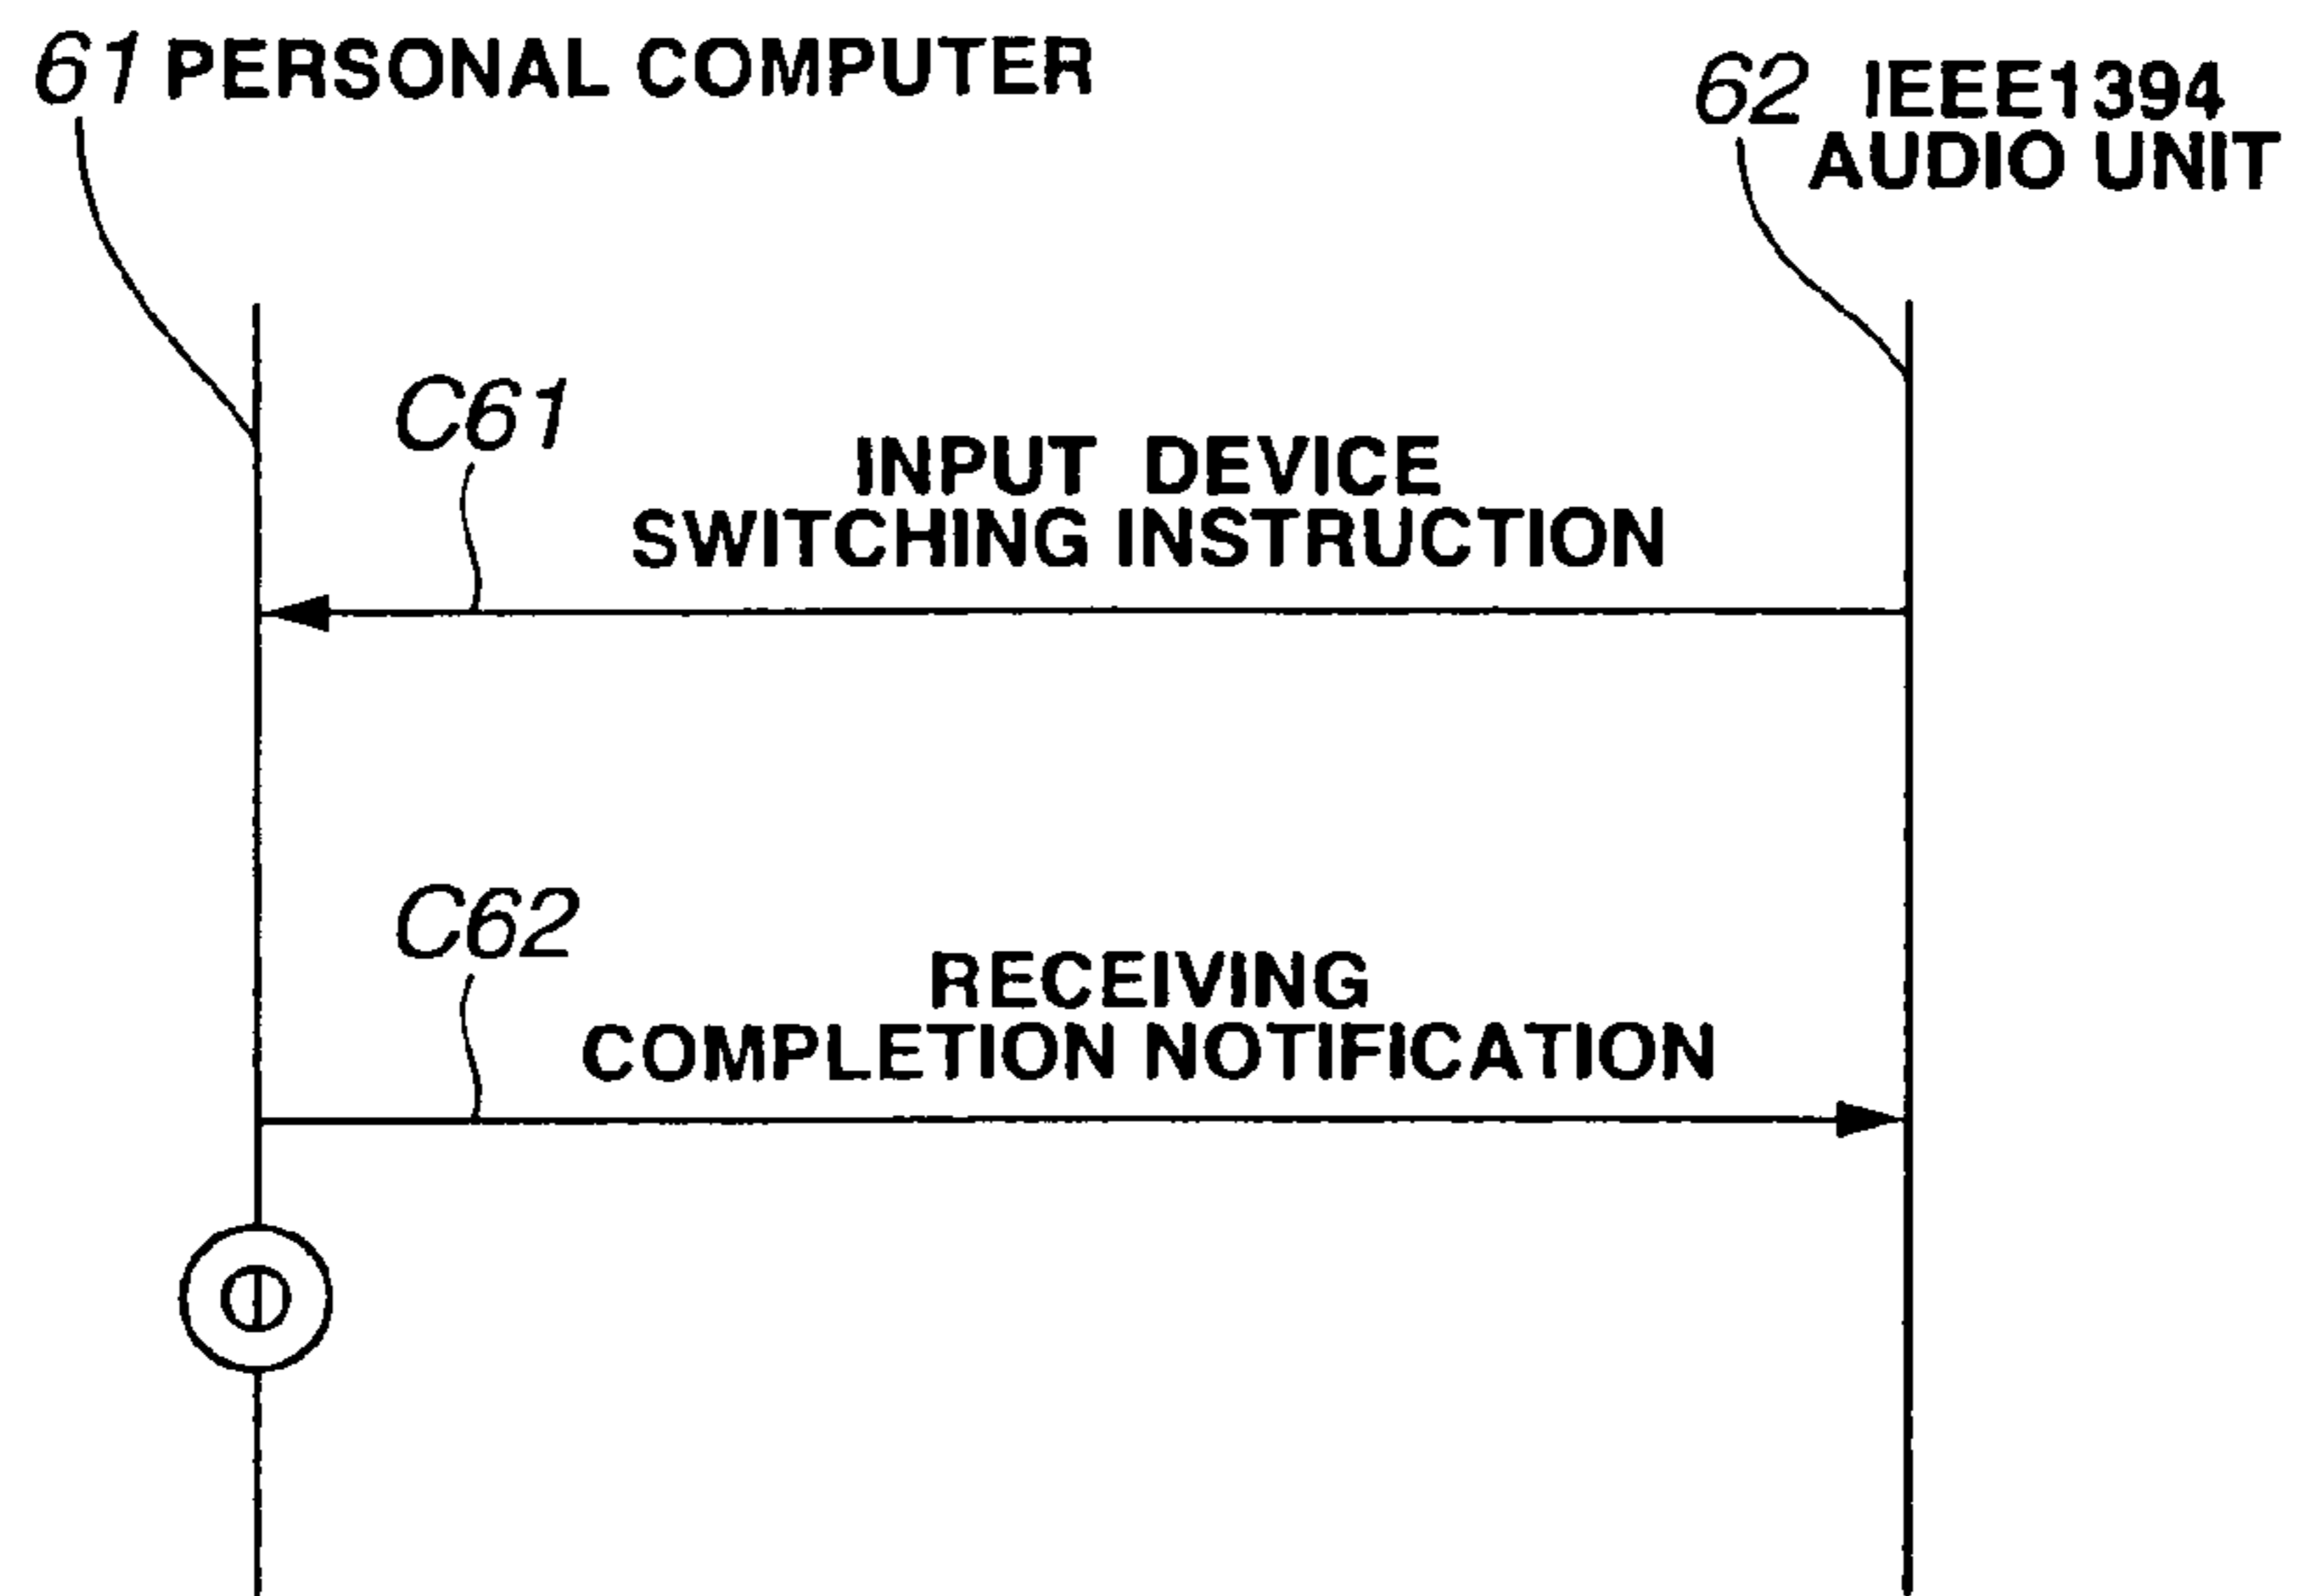 61 PERSONAL COMPUTER
62 IEEE1394
AUDIO UNIT
C61
INPUT DEVICE
SWITCHING INSTRUCTION
C62
RECEIVING
COMPLETION NOTIFICATION